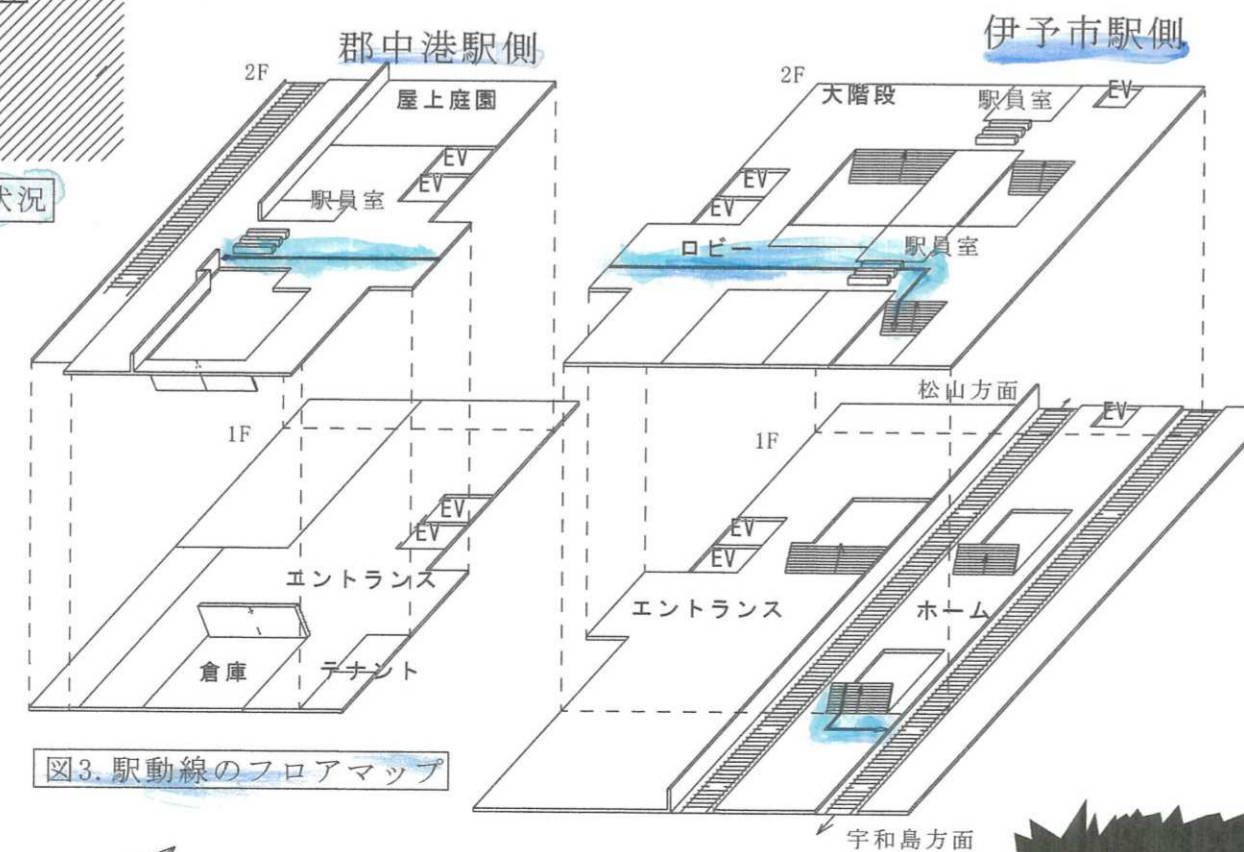 郡中港駅側
伊予市駅側
2F
屋上庭園
EV
EV
駅員室
状況
2F
大階段
駅員室
EV
EV
EV
ロビー
駅員室
1F
EV
EV
エントランス
倉庫
テナント
松山方面
1F
EV
EV
EV
エントランス
ホーム
宇和島方面
図3.駅動線のフロアマップ